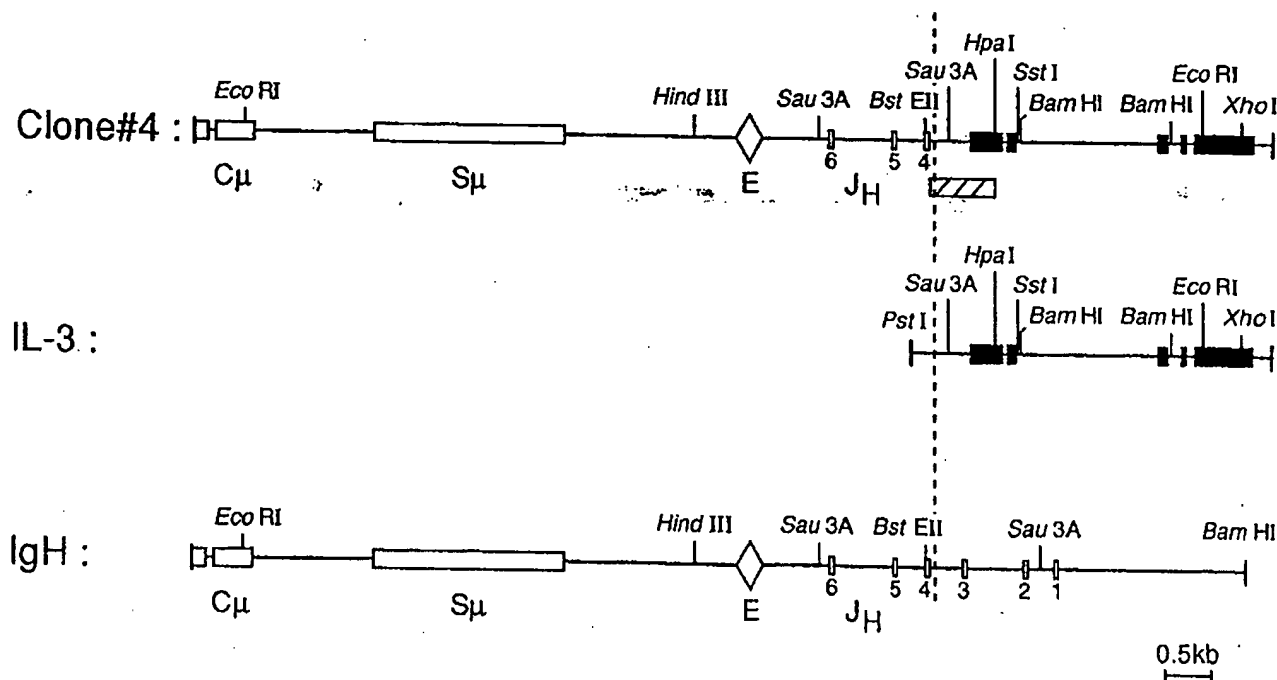 Clone#4 :
Eco RI
Hind III
Sau 3A
Bst EII
Sau 3A
Hpa I
Sst I
Bam HI
Bam HI
Eco RI
Xho I
Cμ
Sμ
E
6
5
4
JH
IL-3 :
Pst I
Sau 3A
Hpa I
Sst I
Bam HI
Bam HI
Eco RI
Xho I
IgH :
Eco RI
Hind III
Sau 3A
Bst EII
Sau 3A
Bam HI
Cμ
Sμ
E
6
5
4
3
2
1
JH
0.5kb